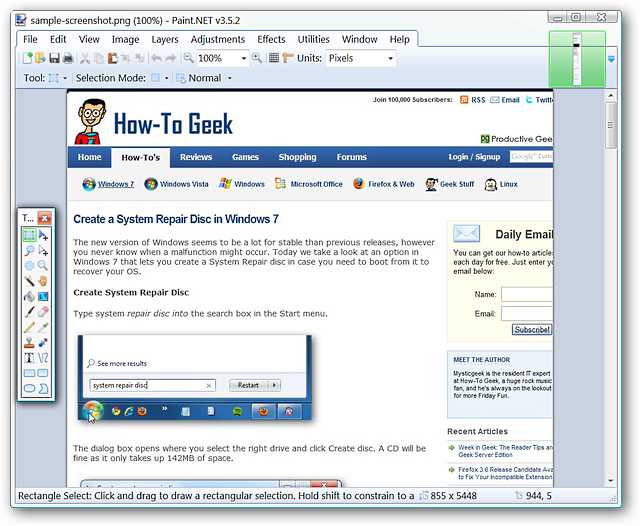 sample-screenshot.png (100%) - Paint.NET v3.5.2
File Edit View Image Layers Adjustments Effects Utilities Window Help
100% Units: Pixels
Tool: Selection Mode: Normal
Join 100,000 Subscribers: RSS Email Twitt
How-To Geek
Productive Gee
Home How-To's Reviews Games Shopping Forums Login / Signup Google
Windows 7 Windows Vista Windows Microsoft Office Firefox & Web Geek Stuff Linux
T...
Create a System Repair Disc in Windows 7
The new version of Windows seems to be a lot for stable than previous releases, however
you never know when a malfunction might occur. Today we take a look at an option in
Windows 7 that lets you create a System Repair disc in case you need to boot from it to
recover your OS.
Create System Repair Disc
Type system repair disc into the search box in the Start menu.
See more results
system repair disc Restart
The dialog box opens where you select the right drive and click Create disc. A CD will be
fine as it only takes up 142MB of space.
Daily Email
You can get our how-to articles
each day for free. Just enter yo
email below:
Name:
Email:
Subscribe!
MEET THE AUTHOR
Mysticgeek is the resident IT expert
at How-To Geek, a huge rock music
fan, and he's always on the lookout
for more Friday Fun.
Recent Articles
Week in Geek: The Reader Tips an
Geek Server Edition
Firefox 3.6 Release Candidate Ava
to Fix Your Incompatible Extension
Rectangle Select: Click and drag to draw a rectangular selection. Hold shift to constrain to a 855 x 5448 944, 5